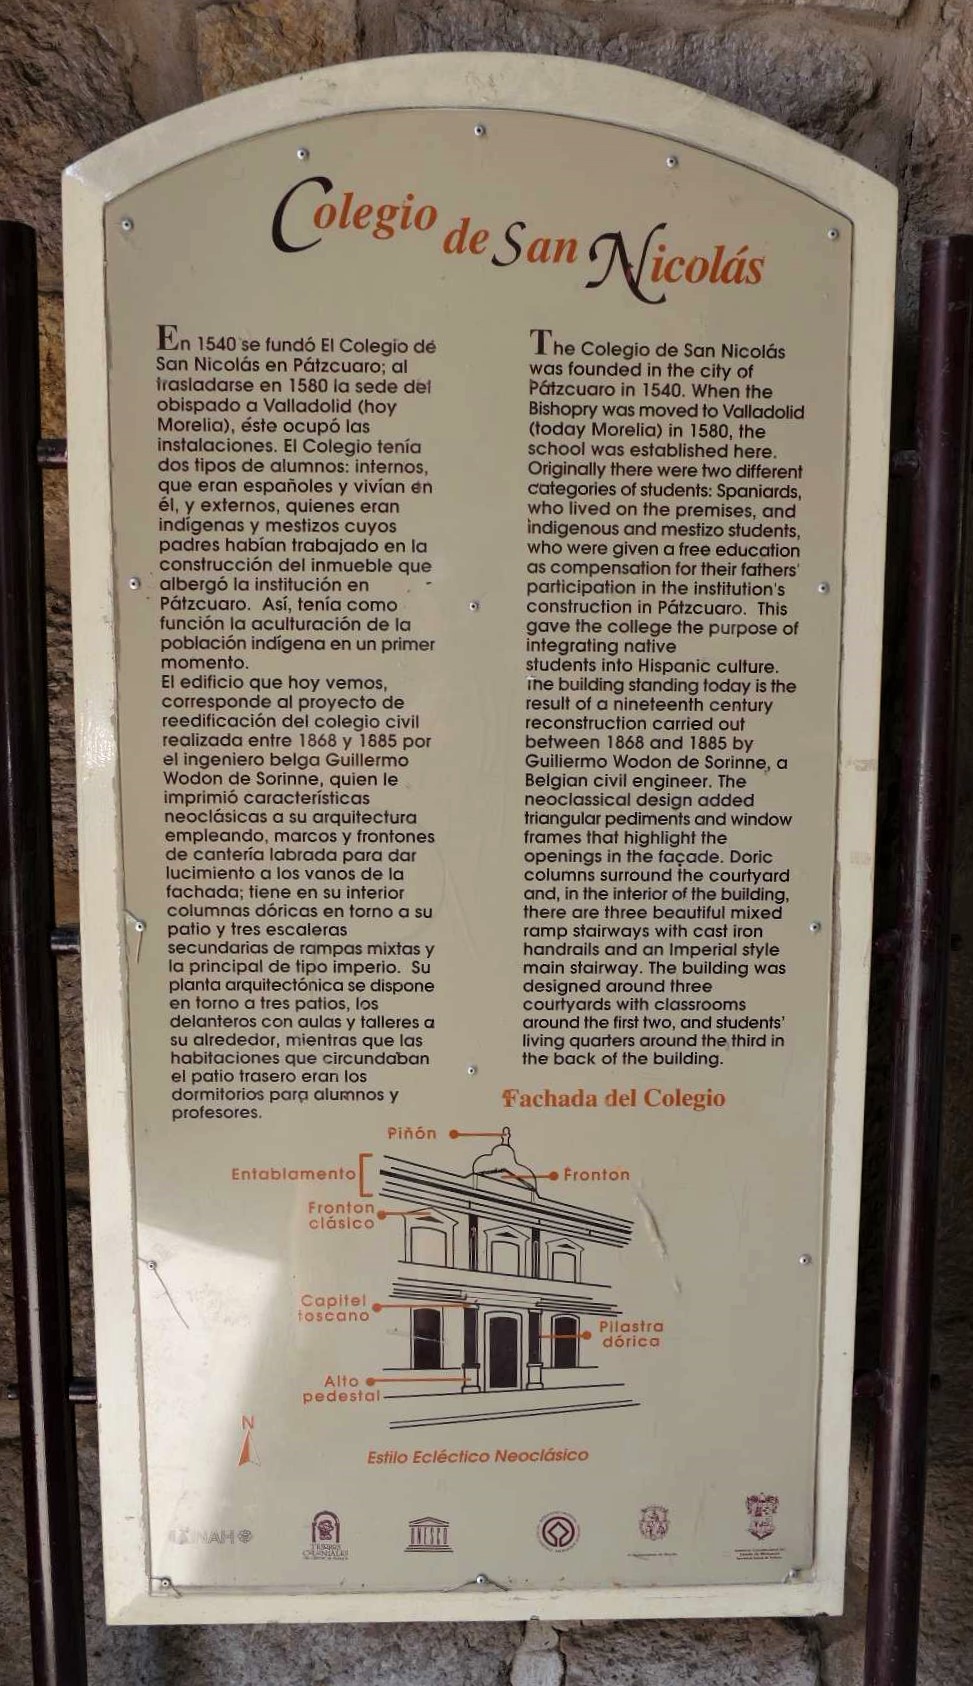 Colegio de San Nicolás
En 1540 se fundó El Colegio de
San Nicolás en Pátzcuaro; al
trasladarse en 1580 la sede del
obispado a Valladolid (hoy
Morelia), éste ocupó las
instalaciones. El Colegio tenía
dos tipos de alumnos: internos,
que eran españoles y vivían en
él, y externos, quienes eran
indígenas y mestizos cuyos
padres habían trabajado en la
construcción del inmueble que
albergó la institución en
Pátzcuaro. Así, tenía como
función la aculturación de la
población indígena en un primer
momento.
El edificio que hoy vemos,
corresponde al proyecto de
reedificación del colegio civil
realizada entre 1868 y 1885 por
el ingeniero belga Guillermo
Wodon de Sorinne, quien le
imprimió características
neoclásicas a su arquitectura
empleando, marcos y frontones
de cantería labrada para dar
lucimiento a los vanos de la
fachada; tiene en su interior
columnas dóricas en torno a su
patio y tres escaleras
secundarias de rampas mixtas y
la principal de tipo imperio. Su
planta arquitectónica se dispone
en torno a tres patios, los
delanteros con aulas y talleres a
su alrededor, mientras que las
habitaciones que circundaban
el patio trasero eran los
dormitorios para alumnos y
profesores.
The Colegio de San Nicolás
was founded in the city of
Pátzcuaro in 1540. When the
Bishopry was moved to Valladolid
(today Morelia) in 1580, the
school was established here.
Originally there were two different
categories of students: Spaniards,
who lived on the premises, and
indigenous and mestizo students,
who were given a free education
as compensation for their fathers'
participation in the institution's
construction in Pátzcuaro. This
gave the college the purpose of
integrating native
students into Hispanic culture.
The building standing today is the
result of a nineteenth century
reconstruction carried out
between 1868 and 1885 by
Guillermo Wodon de Sorinne, a
Belgian civil engineer. The
neoclassical design added
triangular pediments and window
frames that highlight the
openings in the façade. Doric
columns surround the courtyard
and, in the interior of the building,
there are three beautiful mixed
ramp stairways with cast iron
handrails and an Imperial style
main stairway. The building was
designed around three
courtyards with classrooms
around the first two, and students'
living quarters around the third in
the back of the building.
Fachada del Colegio
Piñón
Entablamento
Fronton
Fronton
clásico
Capitel
toscano
Pilastra
dórica
Alto
pedestal
N
Estilo Ecléctico Neoclásico
INAH
UNESCO